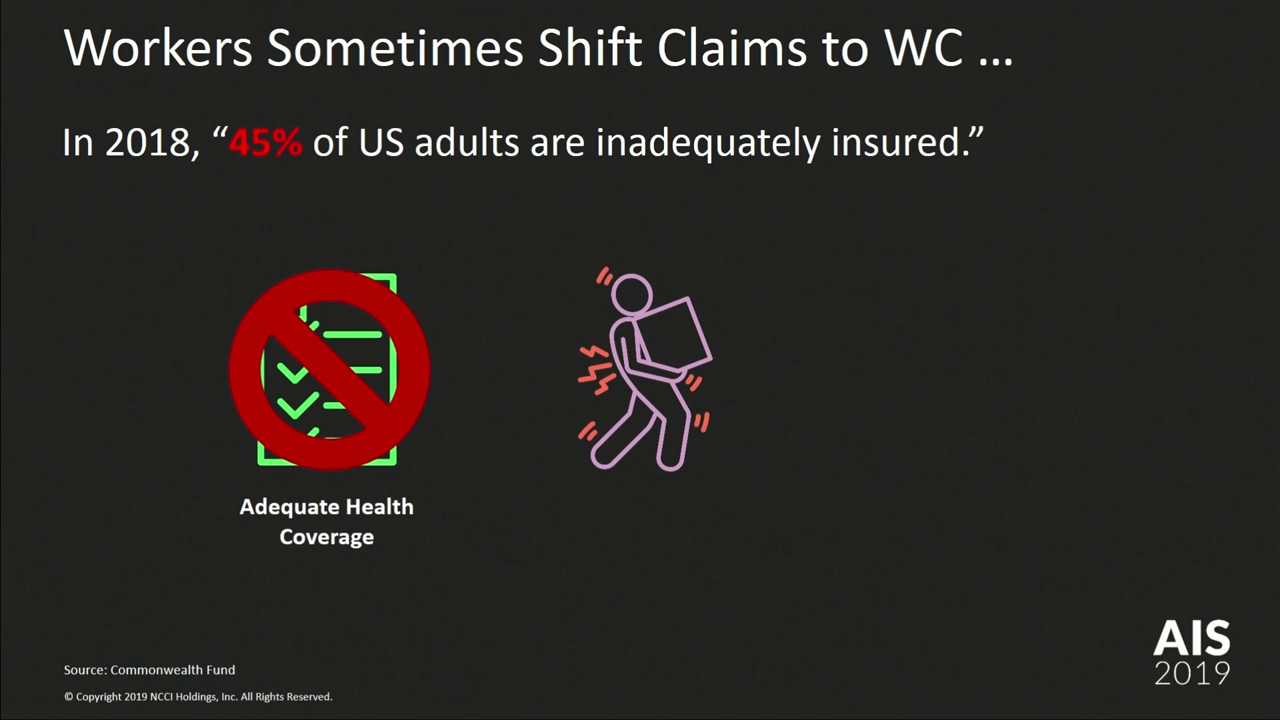 Workers Sometimes Shift Claims to WC ...
In 2018, “45% of US adults are inadequately insured.”
Adequate Health
Coverage
Source: Commonwealth Fund
© Copyright 2019 NCCI Holdings, Inc. All Rights Reserved.
AIS
2019